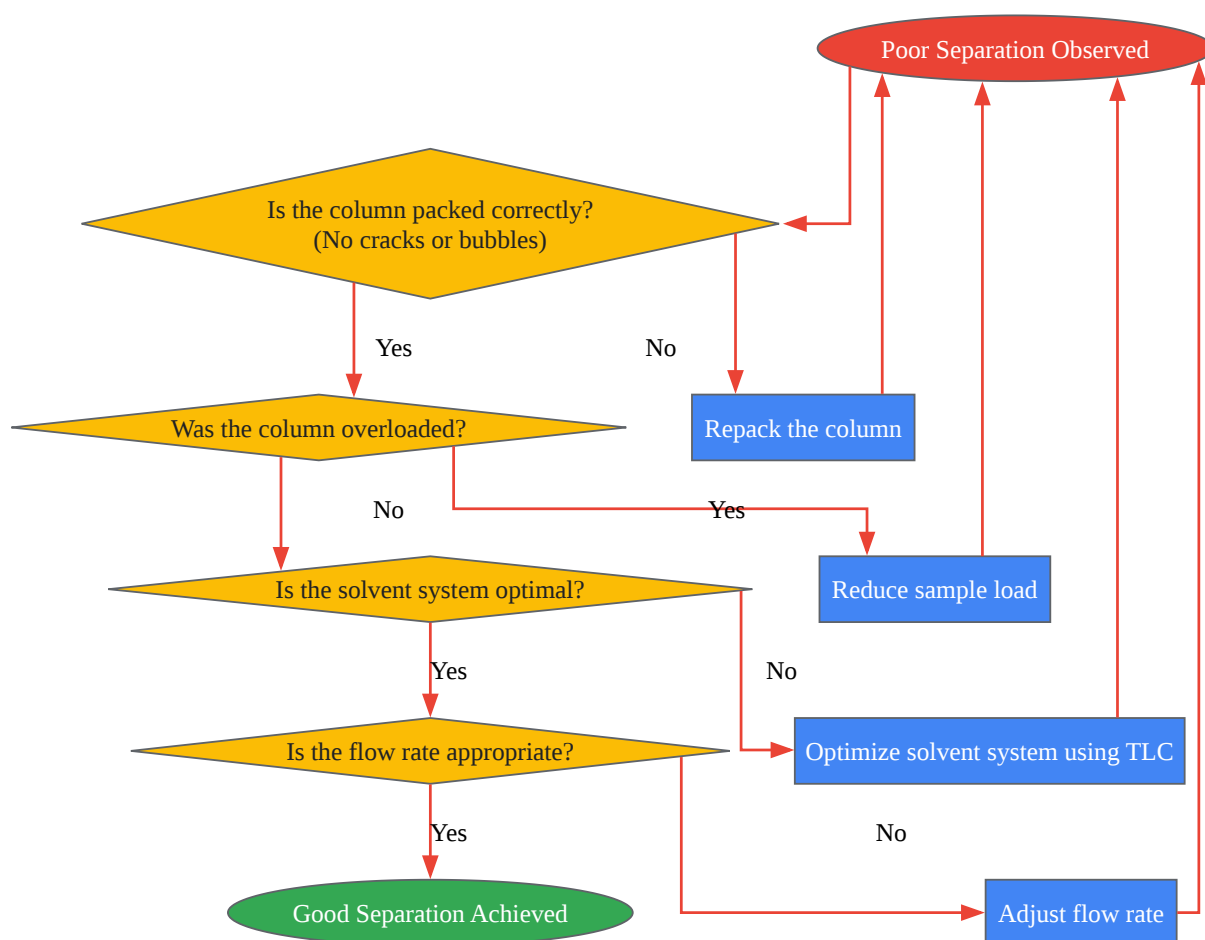 Poor Separation Observed
Is the column packed correctly?
(No cracks or bubbles)
Yes
No
Was the column overloaded?
Repack the column
No
Yes
Is the solvent system optimal?
Reduce sample load
Yes
No
Is the flow rate appropriate?
Optimize solvent system using TLC
Yes
No
Good Separation Achieved
Adjust flow rate